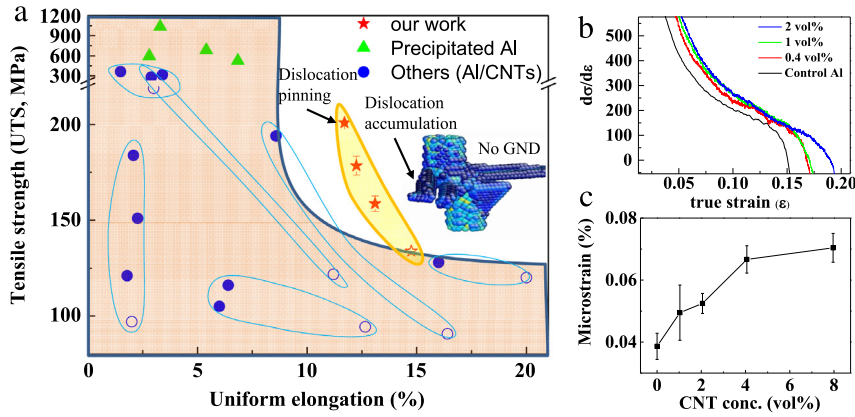 a
our work
Precipitated Al
Others (Al/CNTs)
Dislocation
pinning
Dislocation
accumulation
No GND
1200
900
600
300
200
150
100
Tensile strength (UTS, MPa)
0 5 10 15 20
Uniform elongation (%)
b
2 vol%
1 vol%
0.4 vol%
Control Al
500
400
300
200
100
0
dσ/dε
0.05 0.10 0.15 0.20
true strain (ε)
c
0.08
0.06
0.04
Microstrain (%)
0 2 4 6 8
CNT conc. (vol%)